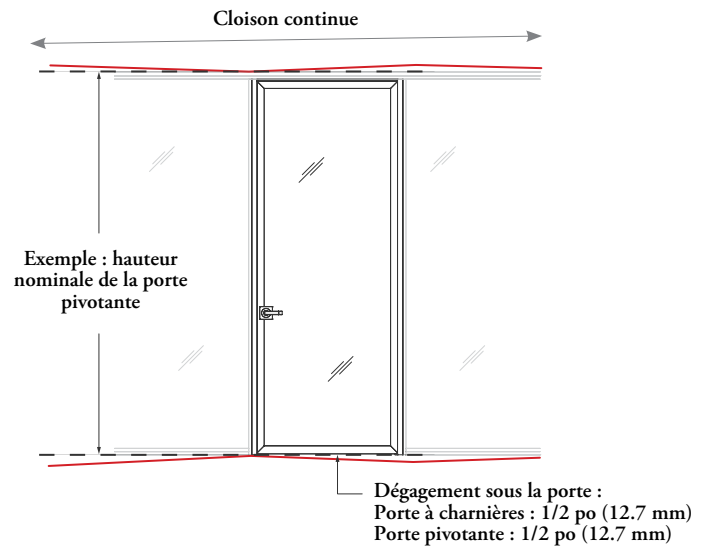 Cloison continue
Exemple : hauteur
nominale de la porte
pivotante
Dégagement sous la porte :
Porte à charnières : 1/2 po (12.7 mm)
Porte pivotante : 1/2 po (12.7 mm)